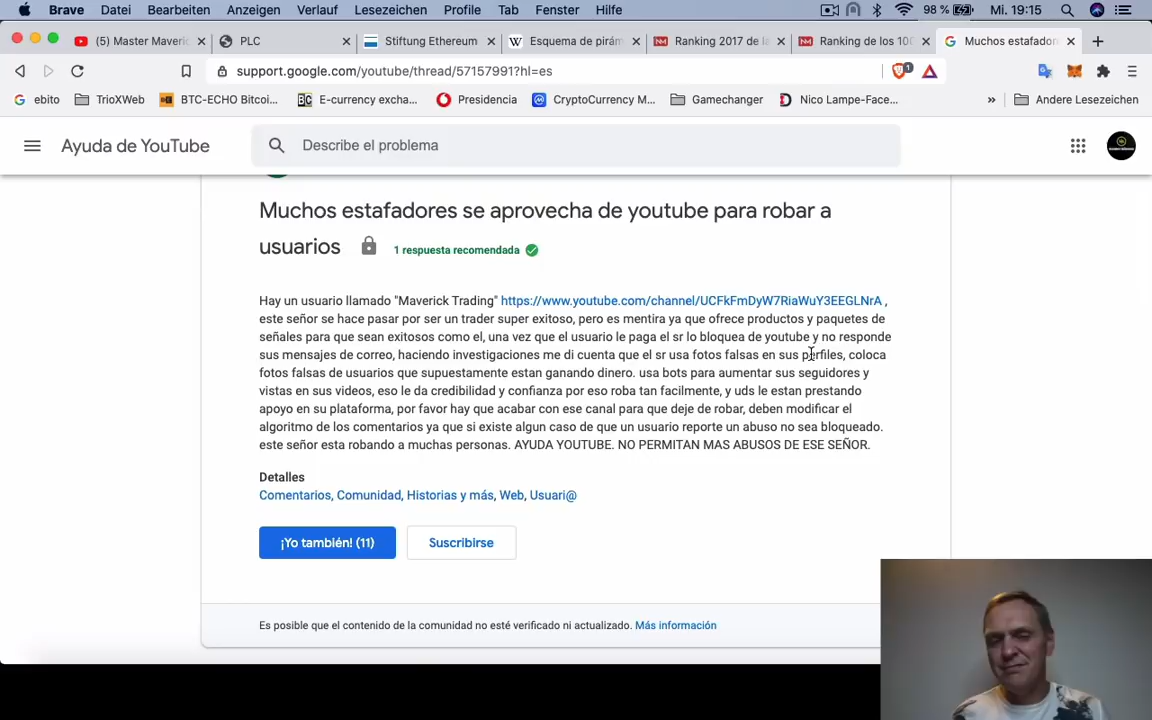 Brave Datei Bearbeiten Anzeigen Verlauf Lesezeichen Profile Tab Fenster Hilfe 98 % Mi. 19:15
(5) Master Maveric PLC Stiftung Ethereum Esquema de pirám Ranking 2017 de la Ranking de los 100 Muchos estafadore
support.google.com/youtube/thread/57157991?hl=es 1
ebito TrioXWeb BTC-ECHO Bitcoi... E-currency excha... Presidencia CryptoCurrency M... Gamechanger Nico Lampe-Face... » Andere Lesezeichen
Ayuda de YouTube Describe el problema
Muchos estafadores se aprovecha de youtube para robar a
usuarios 1 respuesta recomendada
Hay un usuario llamado "Maverick Trading" https://www.youtube.com/channel/UCFkFmDyW7RiaWuY3EEGLNrA ,
este señor se hace pasar por ser un trader super exitoso, pero es mentira ya que ofrece productos y paquetes de
señales para que sean exitosos como el, una vez que el usuario le paga el sr lo bloquea de youtube y no responde
sus mensajes de correo, haciendo investigaciones me di cuenta que el sr usa fotos falsas en sus perfiles, coloca
fotos falsas de usuarios que supuestamente estan ganando dinero. usa bots para aumentar sus seguidores y
vistas en sus videos, eso le da credibilidad y confianza por eso roba tan facilmente, y uds le estan prestando
apoyo en su plataforma, por favor hay que acabar con ese canal para que deje de robar, deben modificar el
algoritmo de los comentarios ya que si existe algun caso de que un usuario reporte un abuso no sea bloqueado.
este señor esta robando a muchas personas. AYUDA YOUTUBE. NO PERMITAN MAS ABUSOS DE ESE SEÑOR.
Detalles
Comentarios, Comunidad, Historias y más, Web, Usuari@
¡Yo también! (11) Suscribirse
Es posible que el contenido de la comunidad no esté verificado ni actualizado. Más información